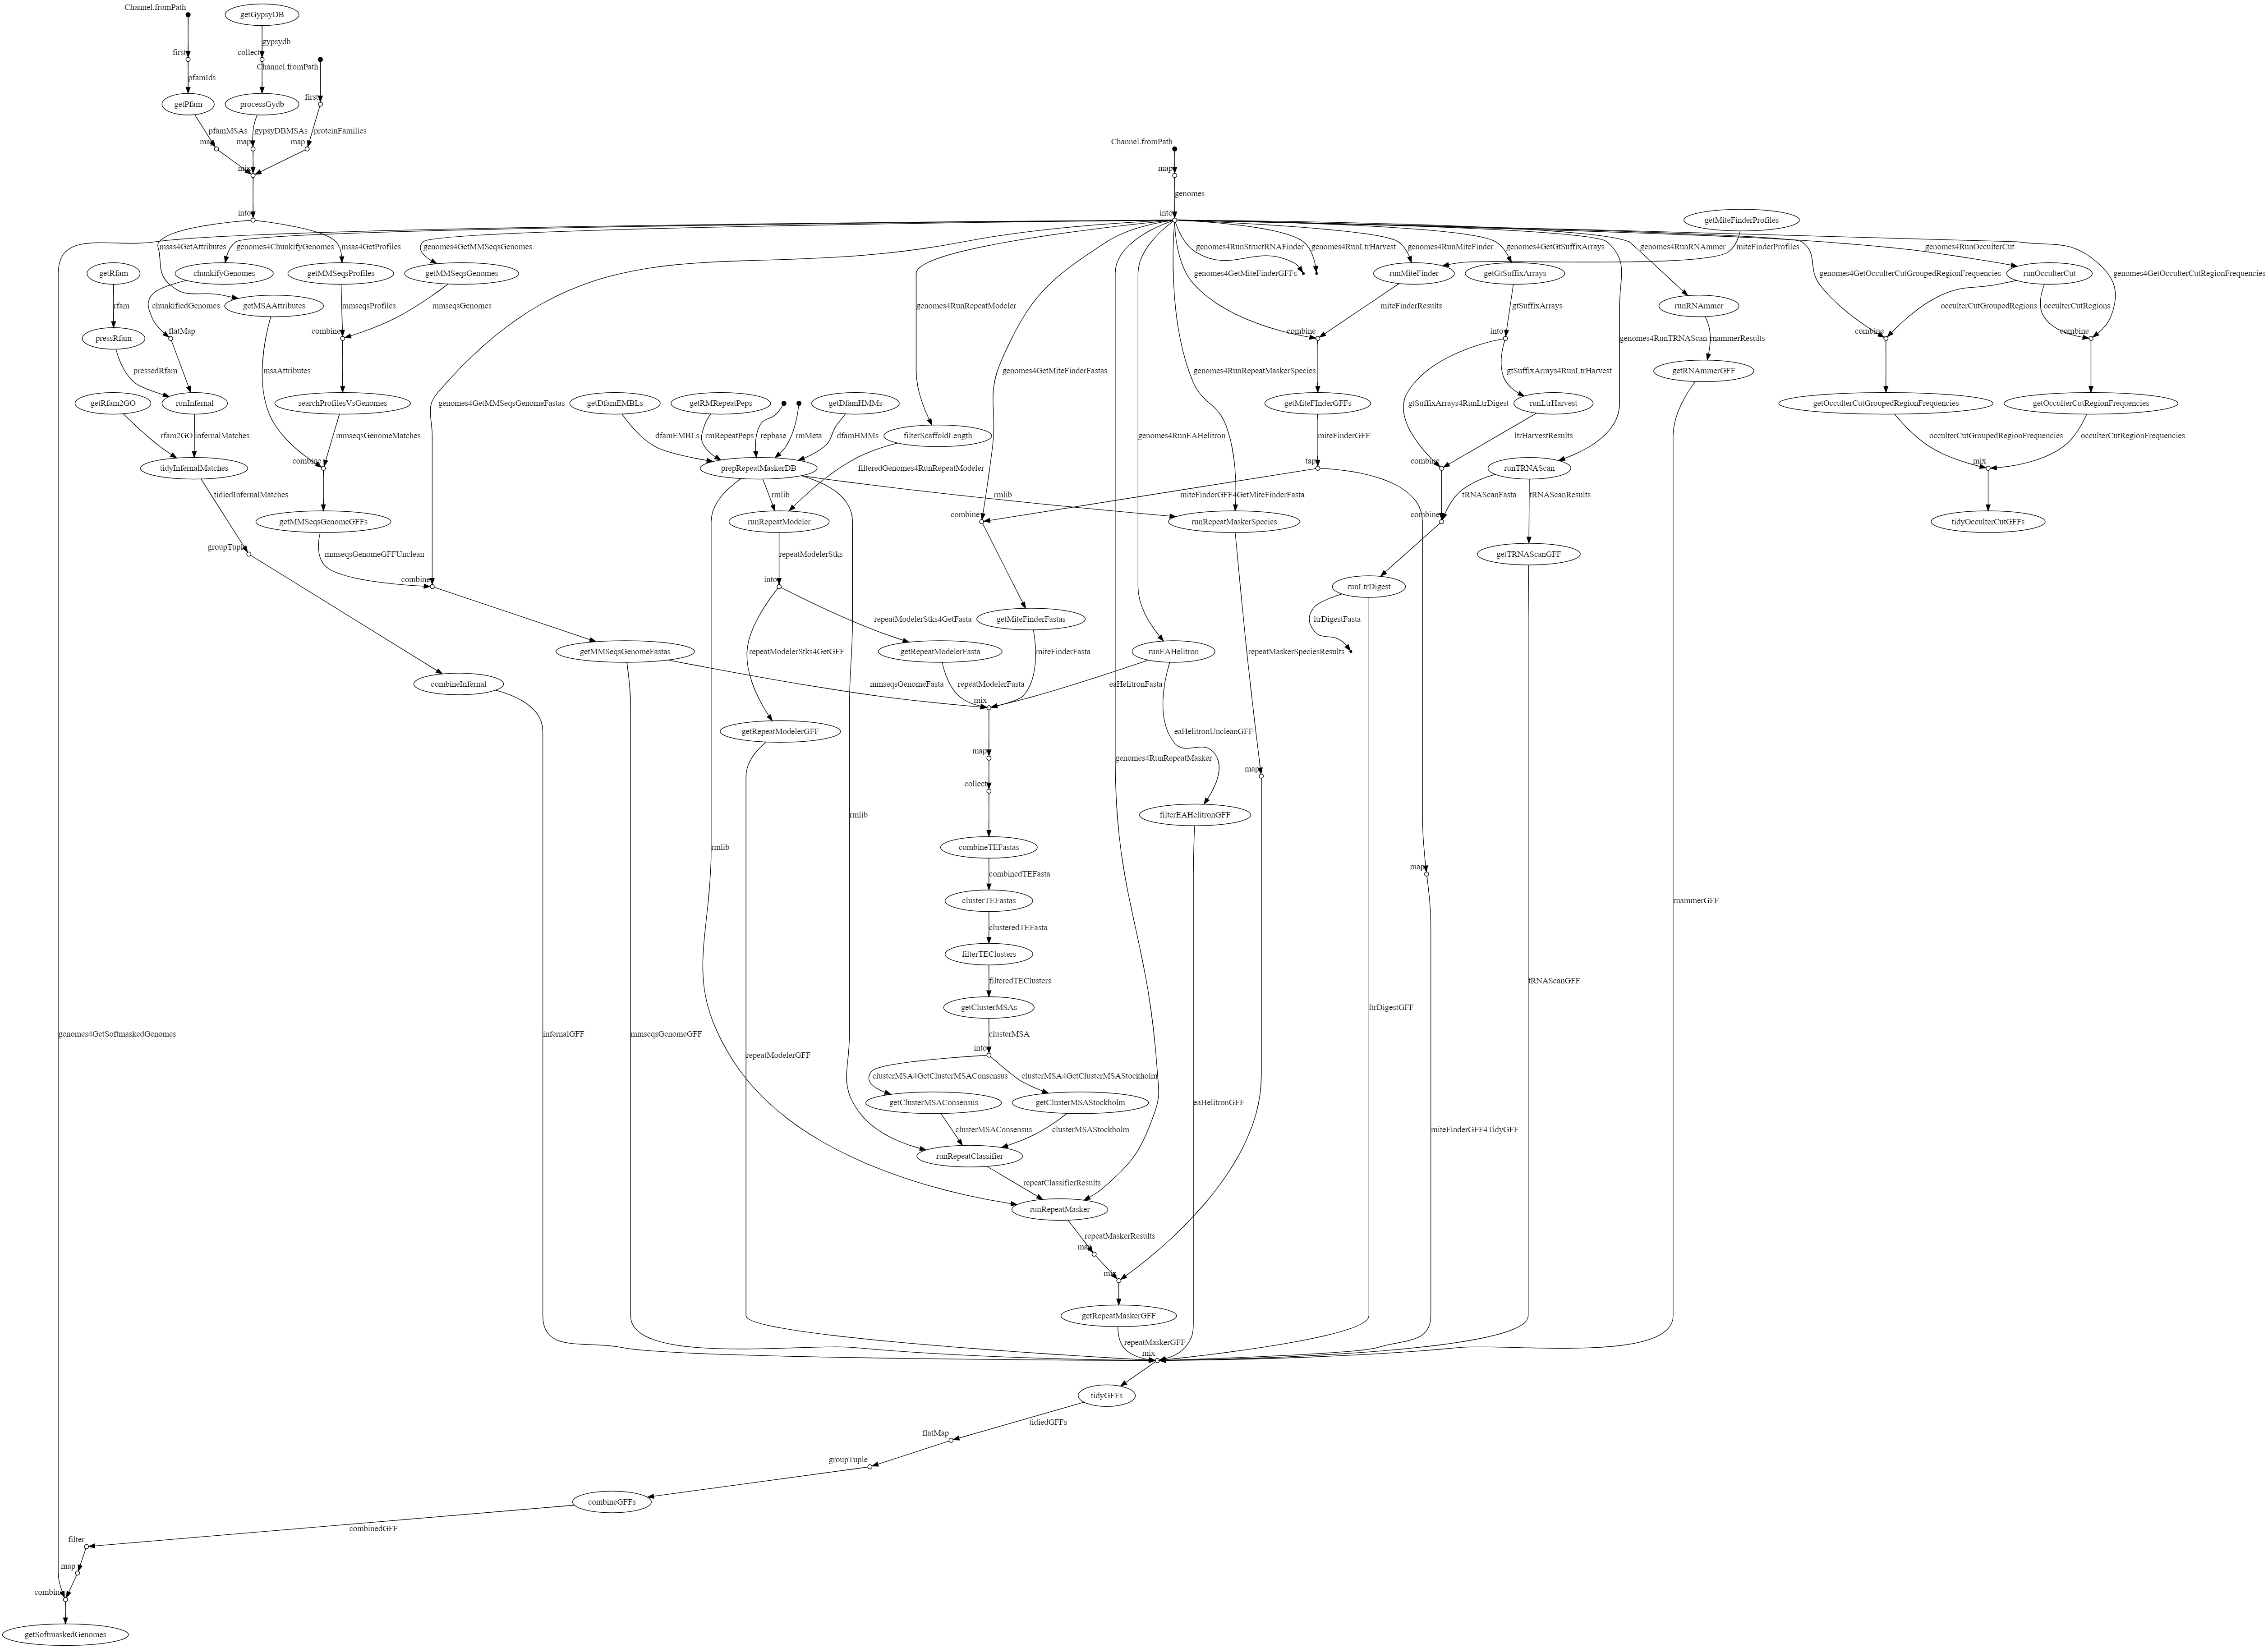 Channel.fromPath
getGypsyDB
gypsydb
first
collect
Channel.fromPath
pfamIds
getPfam
processGydb
first
pfamMSAs
gypsyDBMSAs
proteinFamilies
map
map
map
Channel.fromPath
mix
map
genomes
into
into
getMiteFinderProfiles
msas4GetAttributes
genomes4ChunkifyGenomes
msas4GetProfiles
genomes4GetMMSeqsGenomes
genomes4RunStructRNAFinder
genomes4RunLtrHarvest
genomes4RunMiteFinder
genomes4GetGtSuffixArrays
genomes4RunRNAmmer
miteFinderProfiles
genomes4RunOcculterCut
getRfam
chunkifyGenomes
getMMSeqsProfiles
getMMSeqsGenomes
genomes4GetMiteFinderGFFs
runMiteFinder
getGtSuffixArrays
genomes4GetOcculterCutGroupedRegionFrequencies
runOcculterCut
genomes4GetOcculterCutRegionFrequencies
rfam
chunkifiedGenomes
getMSAAttributes
mmseqsProfiles
mmseqsGenomes
genomes4RunRepeatModeler
miteFinderResults
gtSuffixArrays
runRNAmmer
occulterCutGroupedRegions
occulterCutRegions
pressRfam
flatMap
combine
combine
into
genomes4RunTRNAScan
rnammerResults
combine
combine
pressedRfam
msaAttributes
genomes4GetMiteFinderFastas
genomes4RunRepeatMaskerSpecies
gtSuffixArrays4RunLtrHarvest
getRNAmmerGFF
getRfam2GO
runInfernal
searchProfilesVsGenomes
genomes4GetMMSeqsGenomeFastas
getDfamEMBLs
getRMRepeatPeps
getDfamHMMs
getMiteFInderGFFs
gtSuffixArrays4RunLtrDigest
runLtrHarvest
getOcculterCutGroupedRegionFrequencies
getOcculterCutRegionFrequencies
rfam2GO
infernalMatches
mmseqsGenomeMatches
dfamEMBLs
rmRepeatPeps
repbase
rmMeta
dfamHMMs
filterScaffoldLength
genomes4RunEAHelitron
miteFinderGFF
ltrHarvestResults
occulterCutGroupedRegionFrequencies
occulterCutRegionFrequencies
tidyInfernalMatches
combine
prepRepeatMaskerDB
filteredGenomes4RunRepeatModeler
tap
combine
runTRNAScan
mix
tidiedInfernalMatches
rmlib
rmlib
miteFinderGFF4GetMiteFinderFasta
tRNAScanFasta
tRNAScanResults
getMMSeqsGenomeGFFs
runRepeatModeler
combine
runRepeatMaskerSpecies
combine
tidyOcculterCutGFFs
groupTuple
mmseqsGenomeGFFUnclean
repeatModelerStks
getTRNAScanGFF
combine
into
runLtrDigest
repeatModelerStks4GetFasta
getMiteFinderFastas
ltrDigestFasta
getMMSeqsGenomeFastas
repeatModelerStks4GetGFF
getRepeatModelerFasta
miteFinderFasta
runEAHelitron
repeatMaskerSpeciesResults
combineInfernal
mmseqsGenomeFasta
repeatModelerFasta
eaHelitronFasta
mix
getRepeatModelerGFF
eaHelitronUncleanGFF
map
genomes4RunRepeatMasker
map
collect
rmlib
filterEAHelitronGFF
rmlib
combineTEFastas
map
combinedTEFasta
clusterTEFastas
rnammerGFF
clusteredTEFasta
filterTEClusters
filteredTEClusters
tRNAScanGFF
getClusterMSAs
ltrDigestGFF
genomes4GetSoftmaskedGenomes
infernalGFF
mmseqsGenomeGFF
clusterMSA
into
repeatModelerGFF
clusterMSA4GetClusterMSAConsensus
clusterMSA4GetClusterMSAStockholm
getClusterMSAConsensus
getClusterMSAStockholm
eaHelitronGFF
clusterMSAConsensus
clusterMSAStockholm
miteFinderGFF4TidyGFF
runRepeatClassifier
repeatClassifierResults
runRepeatMasker
repeatMaskerResults
map
mix
getRepeatMaskerGFF
repeatMaskerGFF
mix
tidyGFFs
tidiedGFFs
flatMap
groupTuple
combineGFFs
combinedGFF
filter
map
combine
getSoftmaskedGenomes